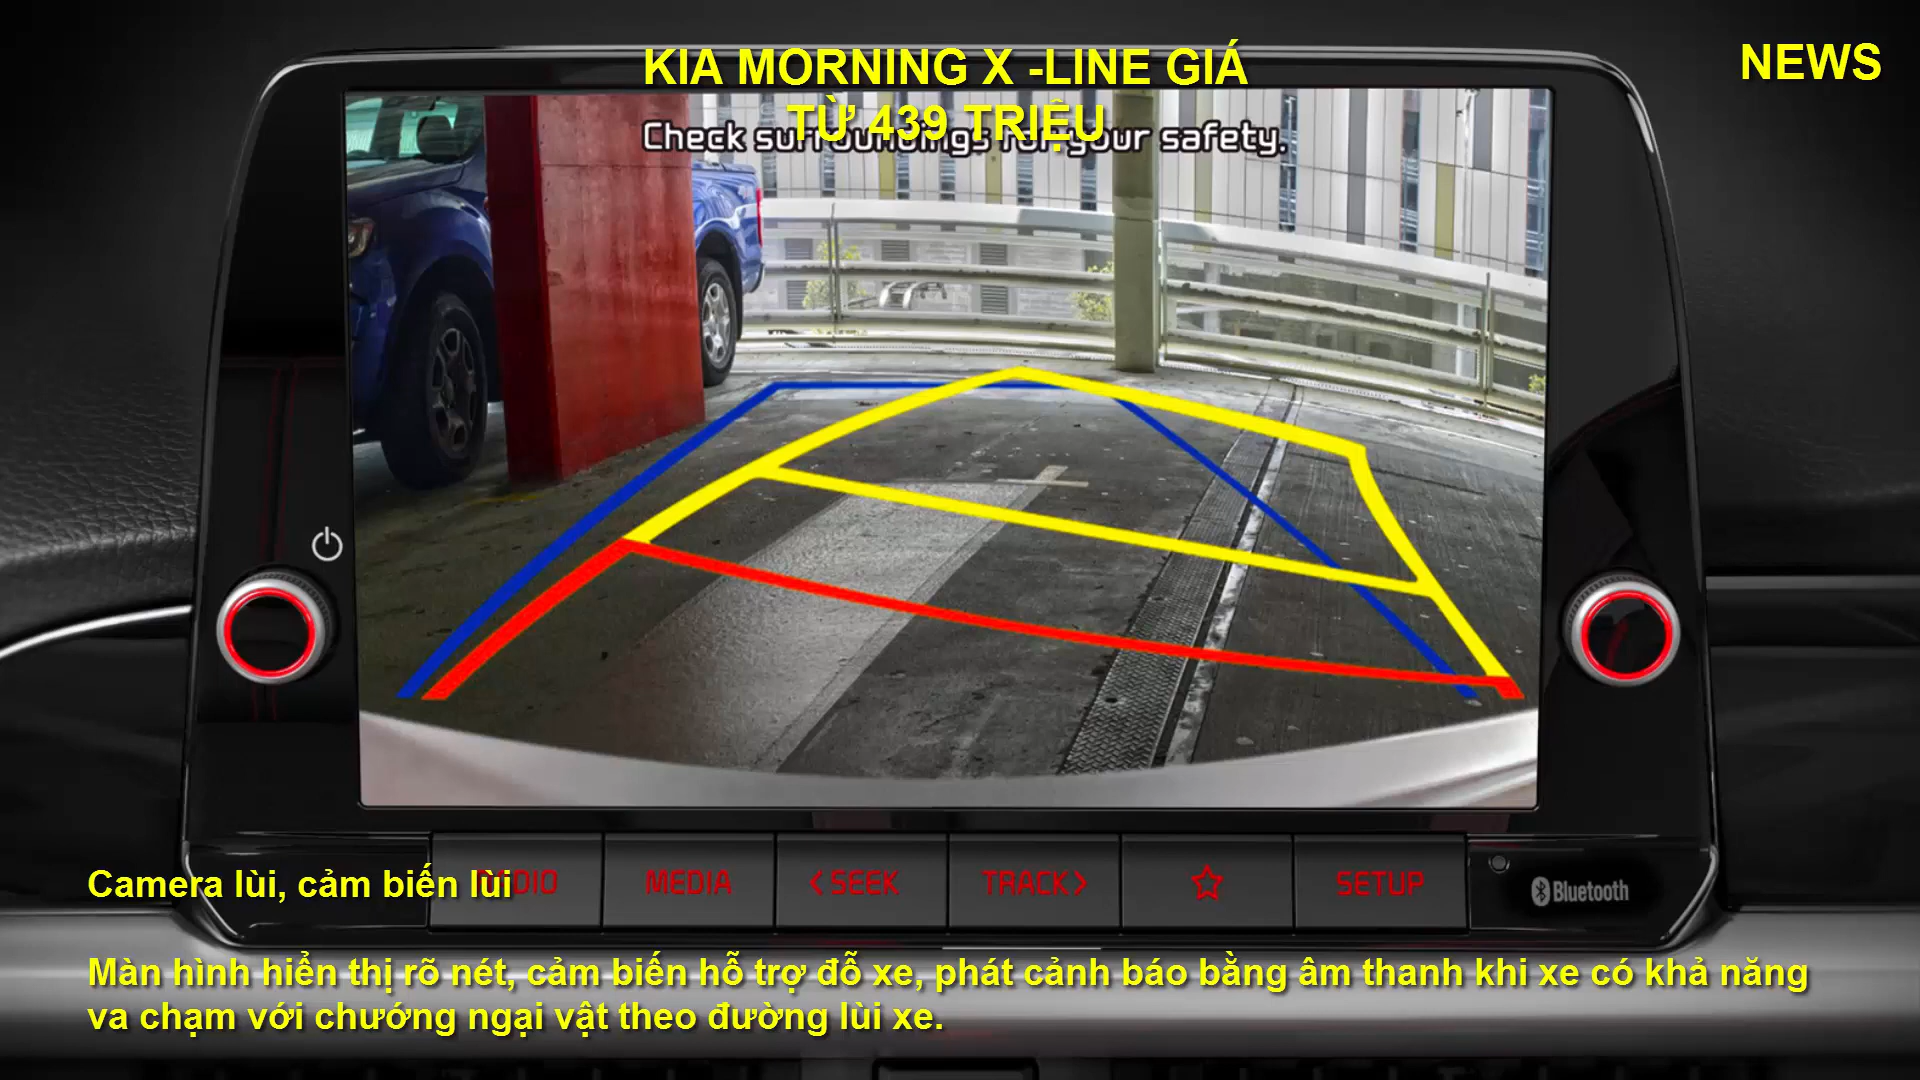 KIA MORNING X -LINE GIÁ
TỪ 439 TRIỆU
NEWS
Check surroundings for your safety.
Camera lùi, cảm biến lùi
MEDIA
<SEEK
TRACK>
SETUP
Bluetooth
Màn hình hiển thị rõ nét, cảm biến hỗ trợ đỗ xe, phát cảnh báo bằng âm thanh khi xe có khả năng
va chạm với chướng ngại vật theo đường lùi xe.